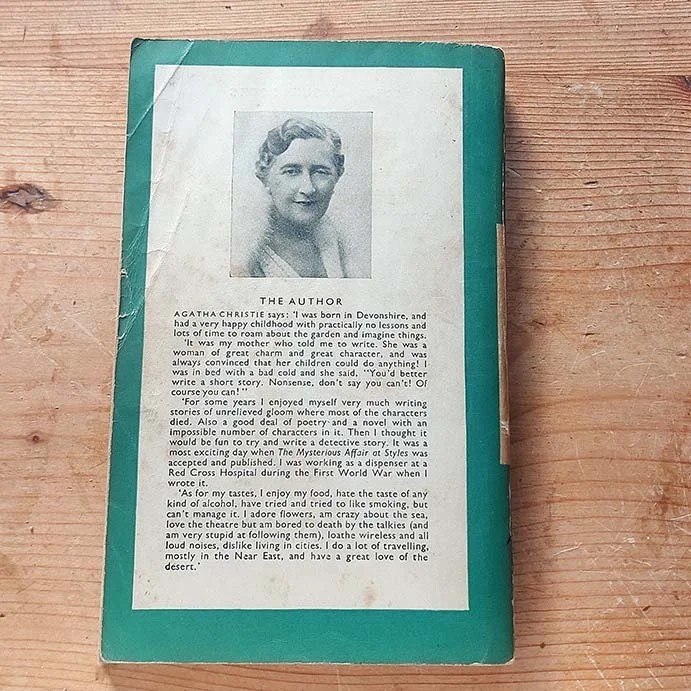 THE AUTHOR
AGATHA CHRISTIE says: 'I was born in Devonshire, and
had a very happy childhood with practically no lessons and
lots of time to roam about the garden and imagine things.
'It was my mother who told me to write. She was a
woman of great charm and great character, and was
always convinced that her children could do anything! I
was in bed with a bad cold and she said, "You'd better
write a short story. Nonsense, don't say you can't! Of
course you can!"
'For some years I enjoyed myself very much writing
stories of unrelieved gloom where most of the characters
died. Also a good deal of poetry and a novel with an
impossible number of characters in it. Then I thought it
would be fun to try and write a detective story. It was a
most exciting day when The Mysterious Affair at Styles was
accepted and published. I was working as a dispenser at a
Red Cross Hospital during the First World War when I
wrote it.
'As for my tastes, I enjoy my food, hate the taste of any
kind of alcohol, have tried and tried to like smoking, but
can't manage it. I adore flowers, am crazy about the sea,
love the theatre but am bored to death by the talkies (and
am very stupid at following them), loathe wireless and all
loud noises, dislike living in cities. I do a lot of travelling,
mostly in the Near East, and have a great love of the
desert.'